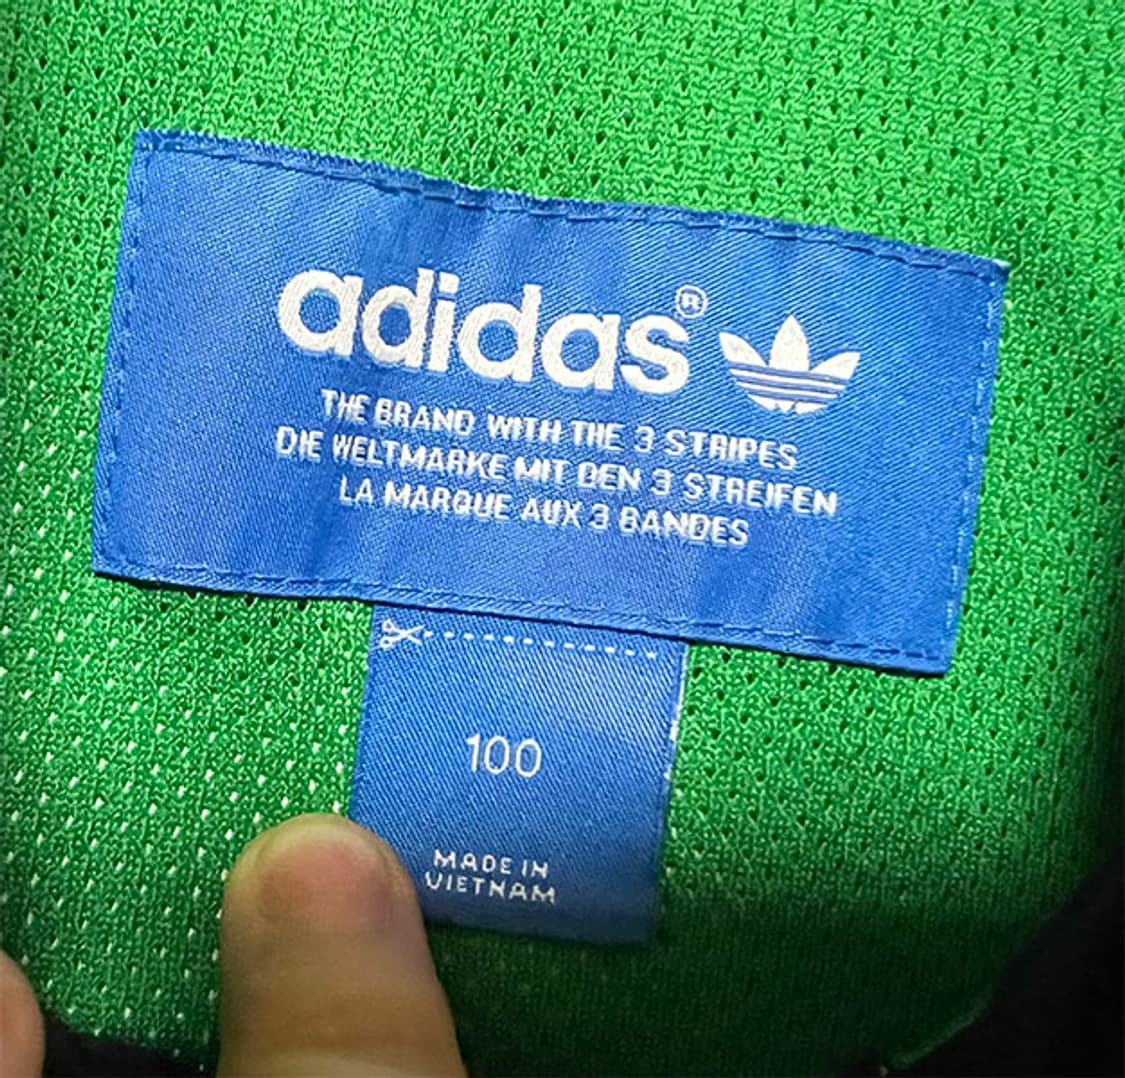 adidas®
THE BRAND WITH THE 3 STRIPES
DIE WELTMARKE MIT DEN 3 STREIFEN
LA MARQUE AUX 3 BANDES
100
MADE IN
VIETNAM